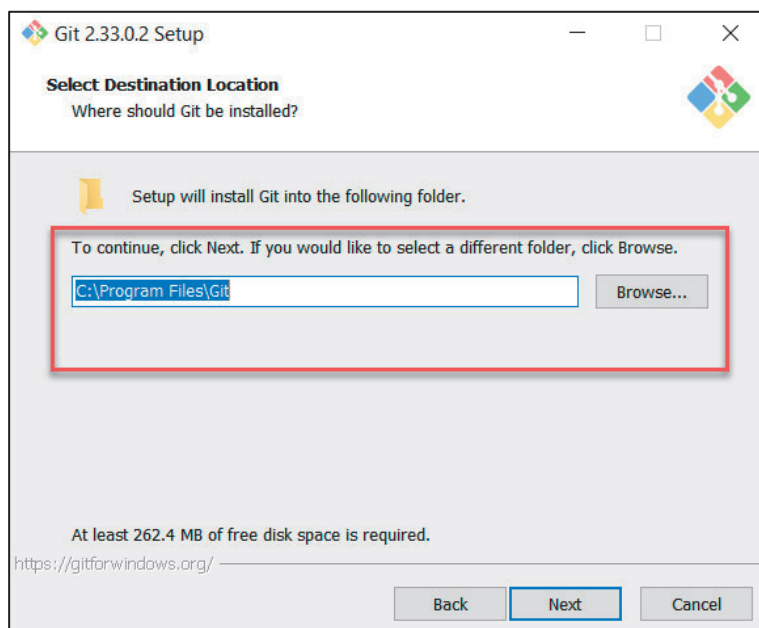 Git 2.33.0.2 Setup
Select Destination Location
Where should Git be installed?
Setup will install Git into the following folder.
To continue, click Next. If you would like to select a different folder, click Browse.
C:\Program Files\Git
Browse...
At least 262.4 MB of free disk space is required.
https://gitforwindows.org/
Back Next Cancel